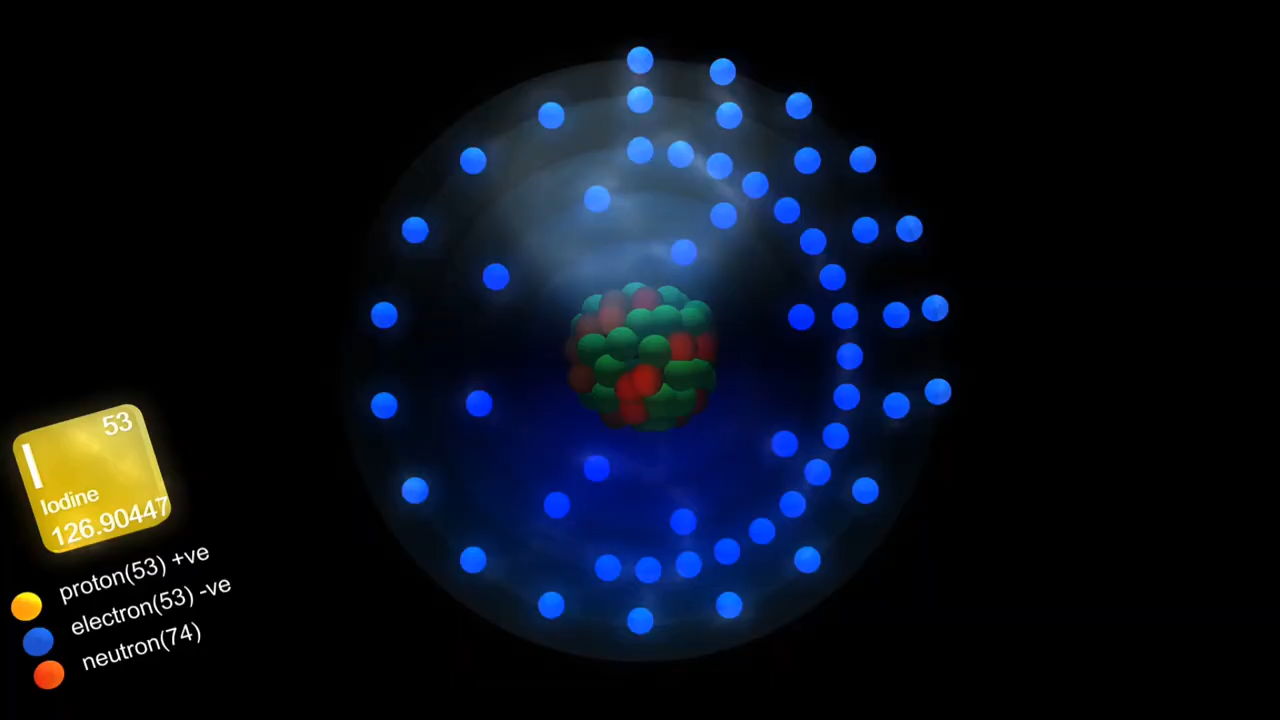 53
I
Iodine
126.90447
proton(53) +ve
electron(53) -ve
neutron(74)